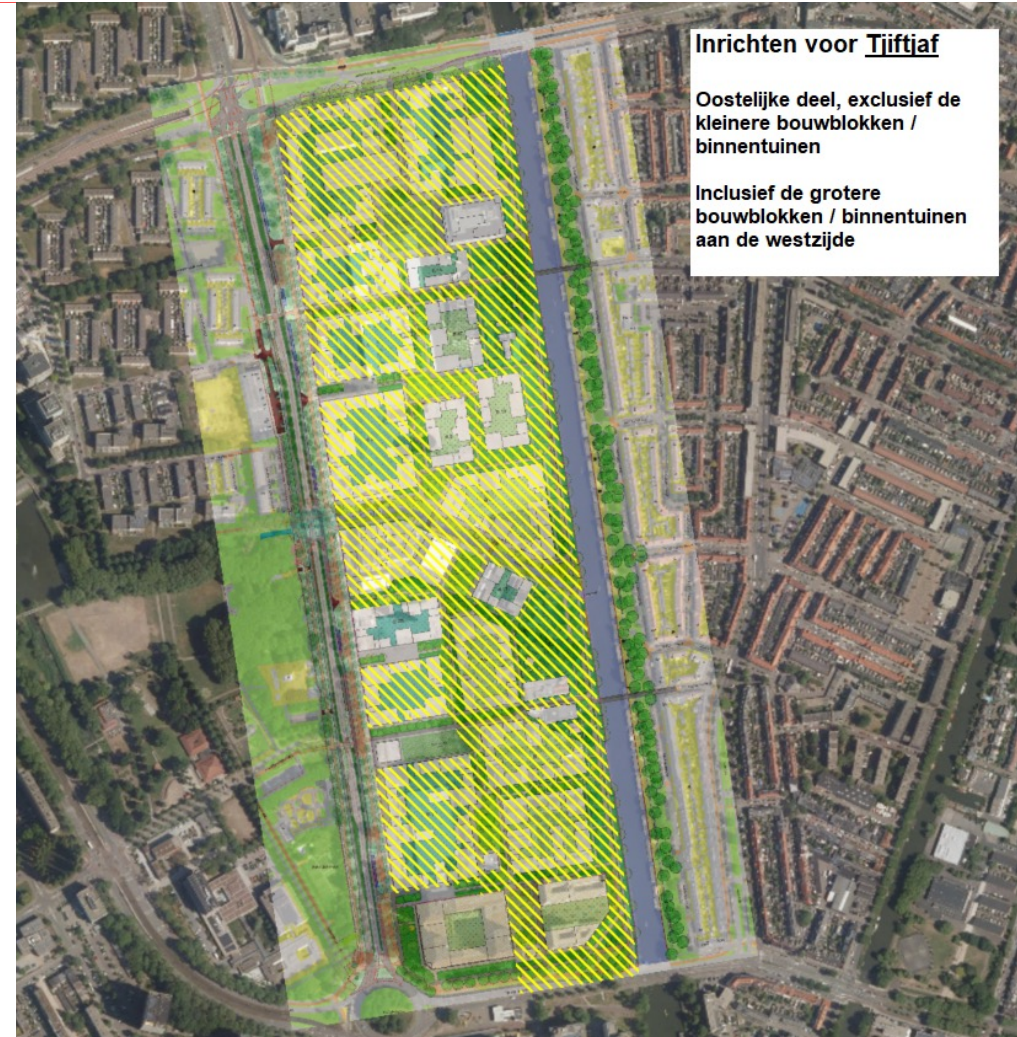 Inrichten voor Tjiftjaf
Oostelijke deel, exclusief de
kleinere bouwblokken /
binnentuinen
Inclusief de grotere
bouwblokken / binnentuinen
aan de westzijde